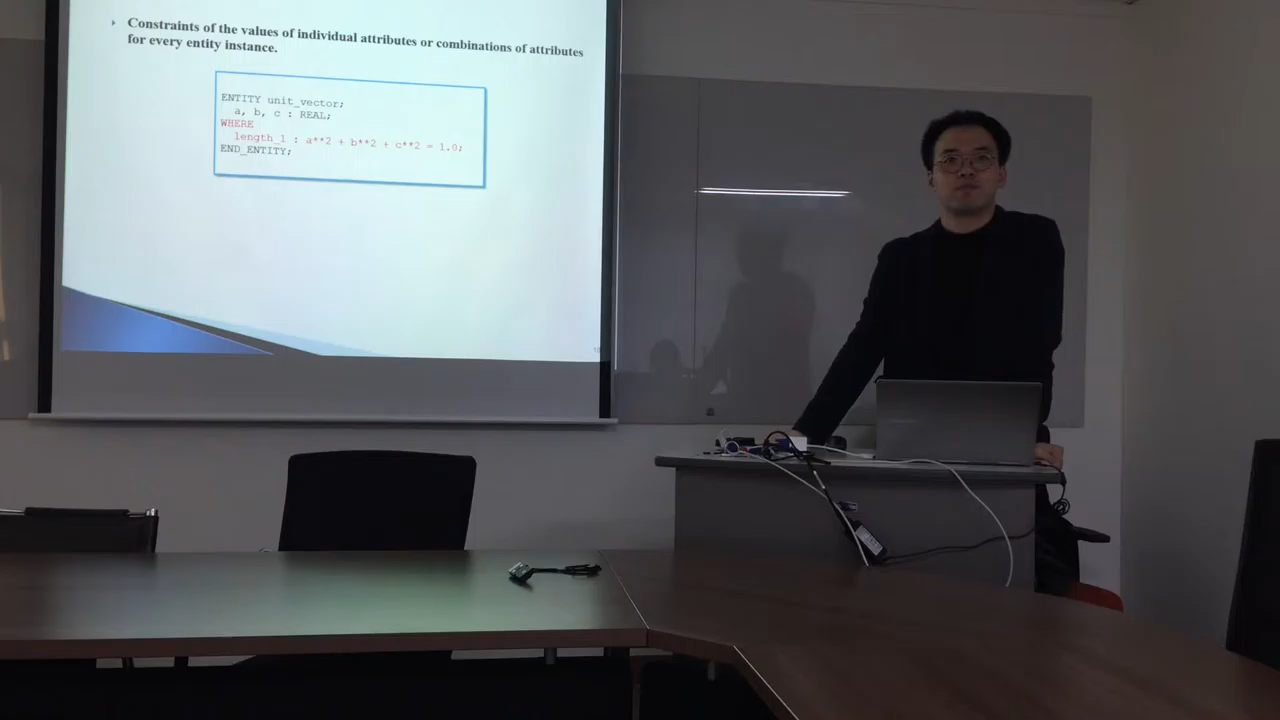 Constraints of the values of individual attributes or combinations of attributes
for every entity instance.
ENTITY unit_vector;
a, b, c : REAL;
WHERE
length_1 : a**2 + b**2 + c**2 = 1.0;
END_ENTITY;